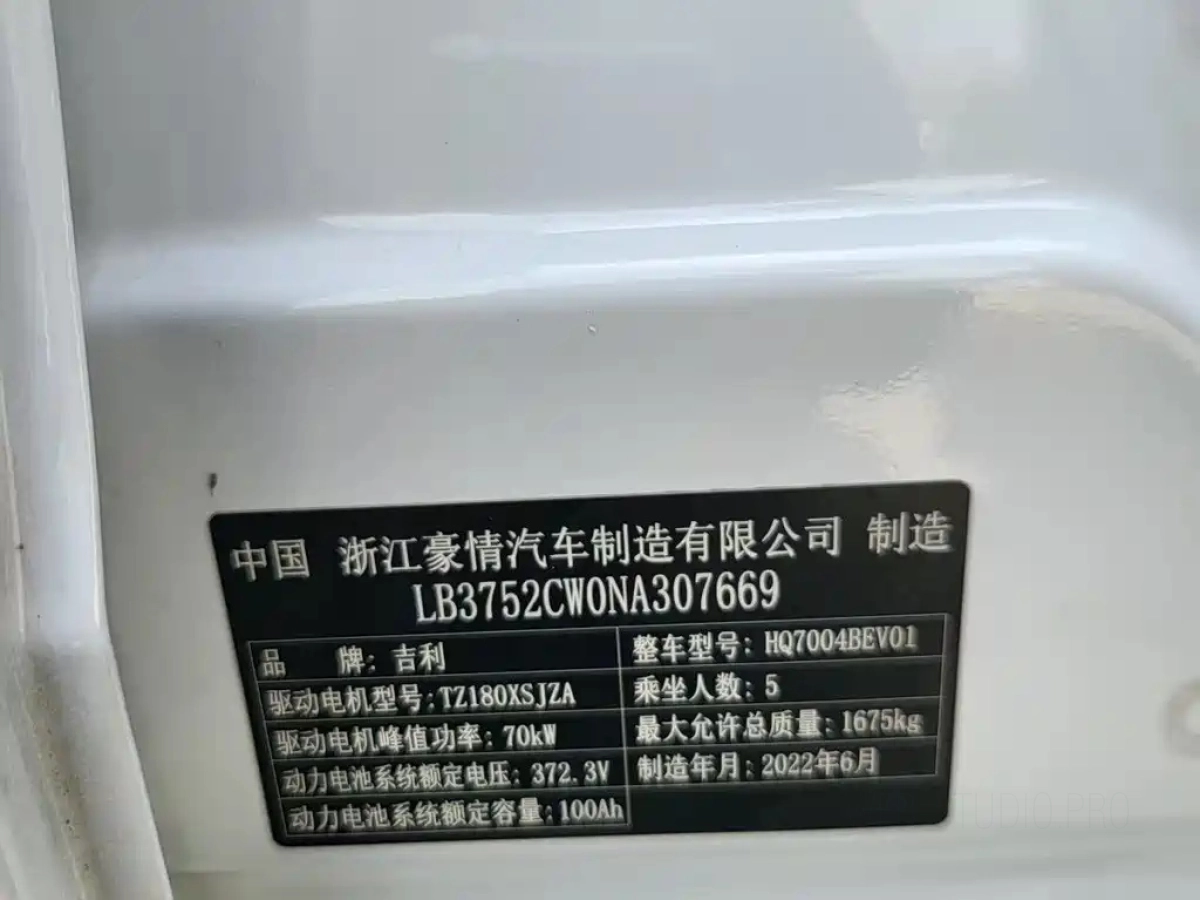 中国 浙江豪情汽车制造有限公司 制造
LB3752CW0NA307669
品 牌: 吉利
整车型号: HQ7004BEV01
驱动电机型号:TZ180XSJZA
乘坐人数: 5
驱动电机峰值功率: 70kW
最大允许总质量: 1675kg
动力电池系统额定电压: 372.3V
制造年月: 2022年6月
动力电池系统额定容量: 100Ah